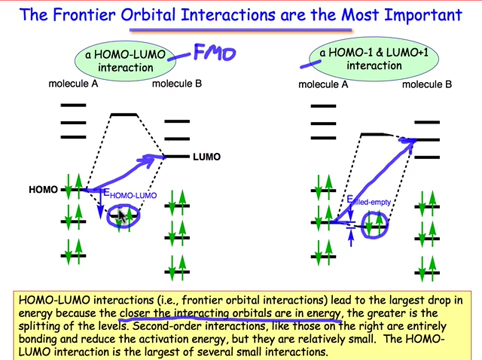 The Frontier Orbital Interactions are the Most Important
a HOMO-LUMO
interaction
FMO
a HOMO-1 & LUMO+1
interaction
molecule A
molecule B
molecule A
molecule B
LUMO
HOMO
EHOMO-LUMO
Efilled-empty
HOMO-LUMO interactions (i.e., frontier orbital interactions) lead to the largest drop in
energy because the closer the interacting orbitals are in energy, the greater is the
splitting of the levels. Second-order interactions, like those on the right are entirely
bonding and reduce the activation energy, but they are relatively small. The HOMO-
LUMO interaction is the largest of several small interactions.